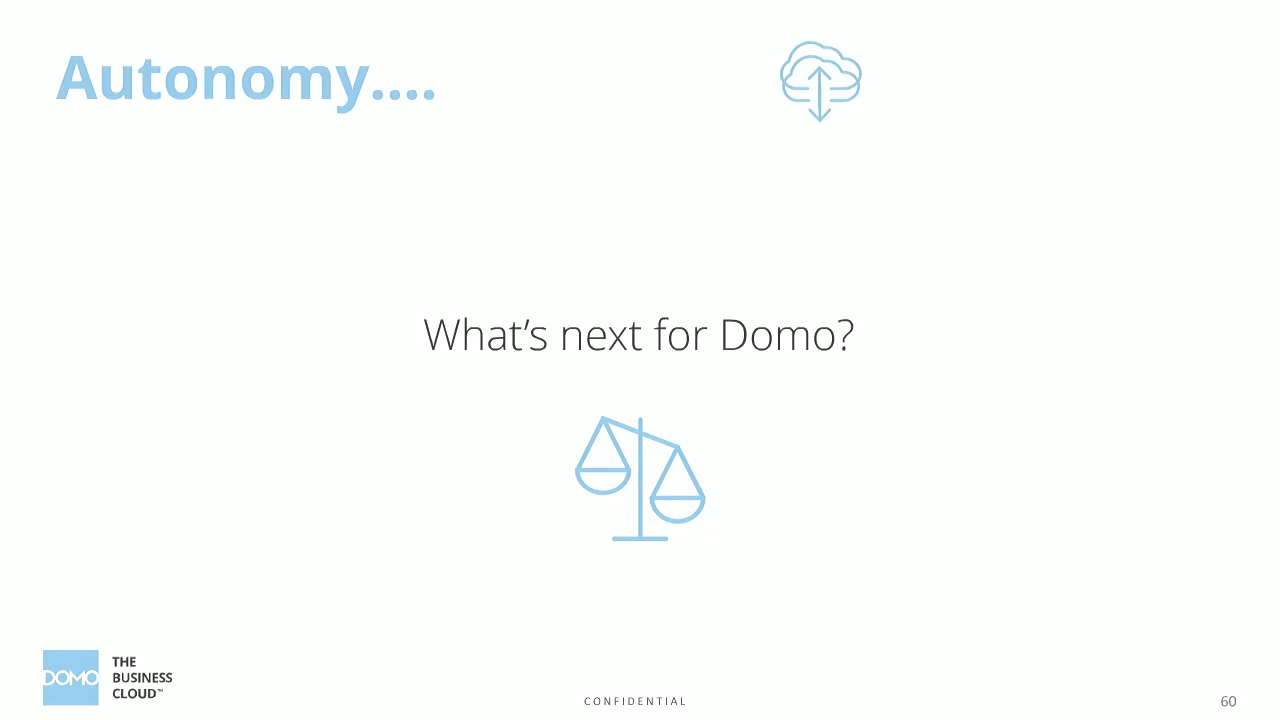 Autonomy....
What’s next for Domo?
DOMO
THE
BUSINESS
CLOUD™
CONFIDENTIAL
60